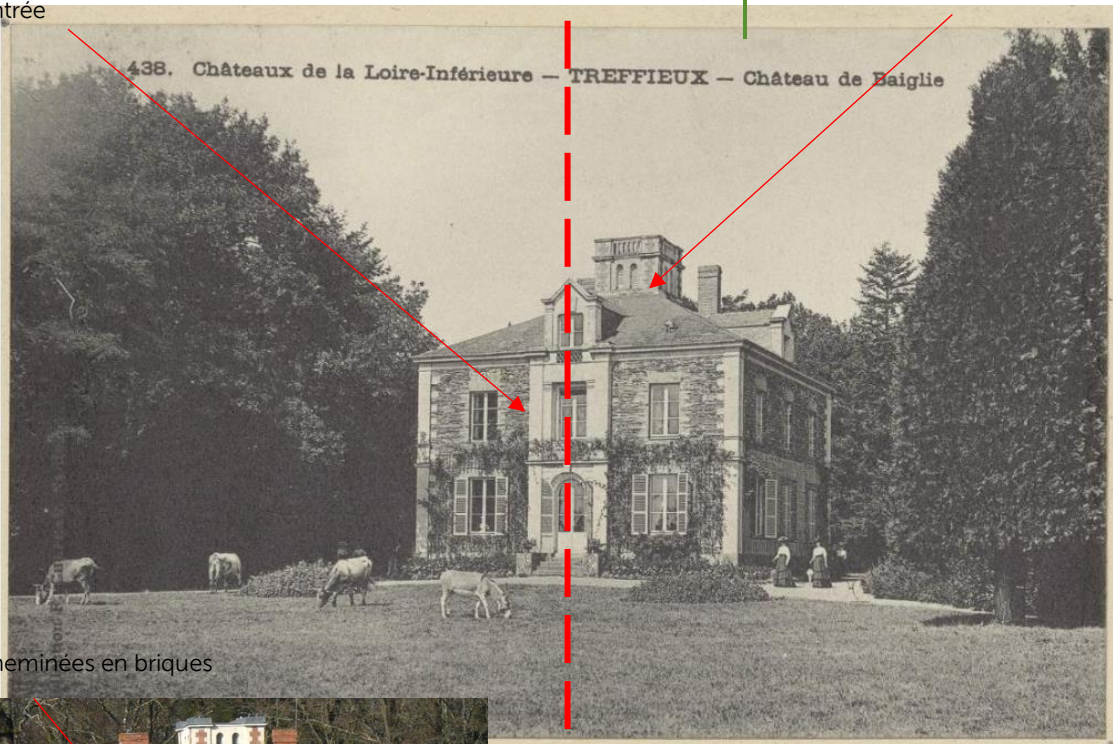 ntrée
438. Châteaux de la Loire-Inférieure — TREFFIEUX — Château de Baiglie
heminées en briques